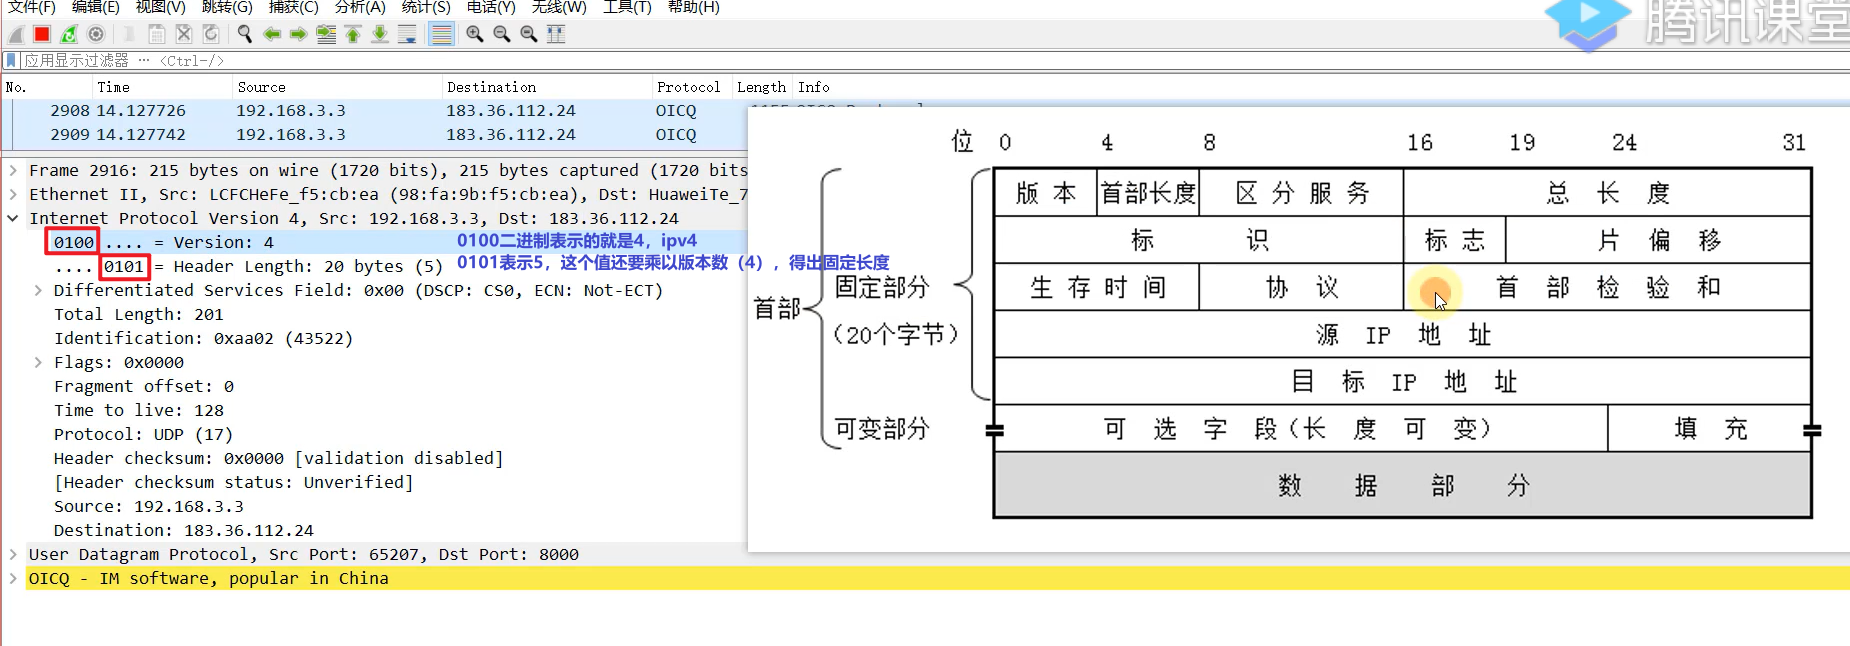 文件(F) 编辑(E) 视图(V) 跳转(G) 捕获(C) 分析(A) 统计(S) 电话(Y) 无线(W) 工具(T) 帮助(H)
腾讯课堂
应用显示过滤器 … <Ctrl-/>
No. Time Source Destination Protocol Length Info
2908 14.127726 192.168.3.3 183.36.112.24 OICQ
2909 14.127742 192.168.3.3 183.36.112.24 OICQ
Frame 2916: 215 bytes on wire (1720 bits), 215 bytes captured (1720 bits
Ethernet II, Src: LCFCHeFe_f5:cb:ea (98:fa:9b:f5:cb:ea), Dst: HuaweiTe_7
Internet Protocol Version 4, Src: 192.168.3.3, Dst: 183.36.112.24
0100 .... = Version: 4
0100二进制表示的就是4，ipv4
.... 0101 = Header Length: 20 bytes (5)
0101表示5，这个值还要乘以版本数（4），得出固定长度
Differentiated Services Field: 0x00 (DSCP: CS0, ECN: Not-ECT)
Total Length: 201
Identification: 0xaa02 (43522)
Flags: 0x0000
Fragment offset: 0
Time to live: 128
Protocol: UDP (17)
Header checksum: 0x0000 [validation disabled]
[Header checksum status: Unverified]
Source: 192.168.3.3
Destination: 183.36.112.24
User Datagram Protocol, Src Port: 65207, Dst Port: 8000
OICQ - IM software, popular in China
位 0 4 8 16 19 24 31
版本 首部长度 区分服务 总长度
标识 标志 片偏移
生存时间 协议 首部检验和
源 IP 地址
目标 IP 地址
可选字段(长度可变) 填充
数据部分
首部
固定部分
(20个字节)
可变部分